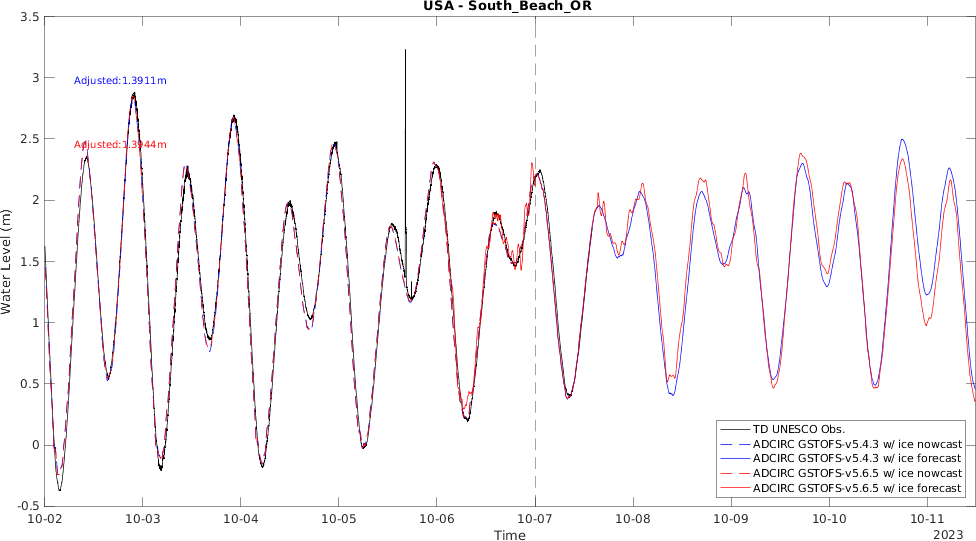 USA - South_Beach_OR
3.5
3
2.5
2
1.5
1
0.5
0
-0.5
Water Level (m)
Adjusted:1.3911m
Adjusted:1.3944m
TD UNESCO Obs.
ADCIRC GSTOFS-v5.4.3 w/ ice nowcast
ADCIRC GSTOFS-v5.4.3 w/ ice forecast
ADCIRC GSTOFS-v5.6.5 w/ ice nowcast
ADCIRC GSTOFS-v5.6.5 w/ ice forecast
10-02 10-03 10-04 10-05 10-06 10-07 10-08 10-09 10-10 10-11
Time
2023